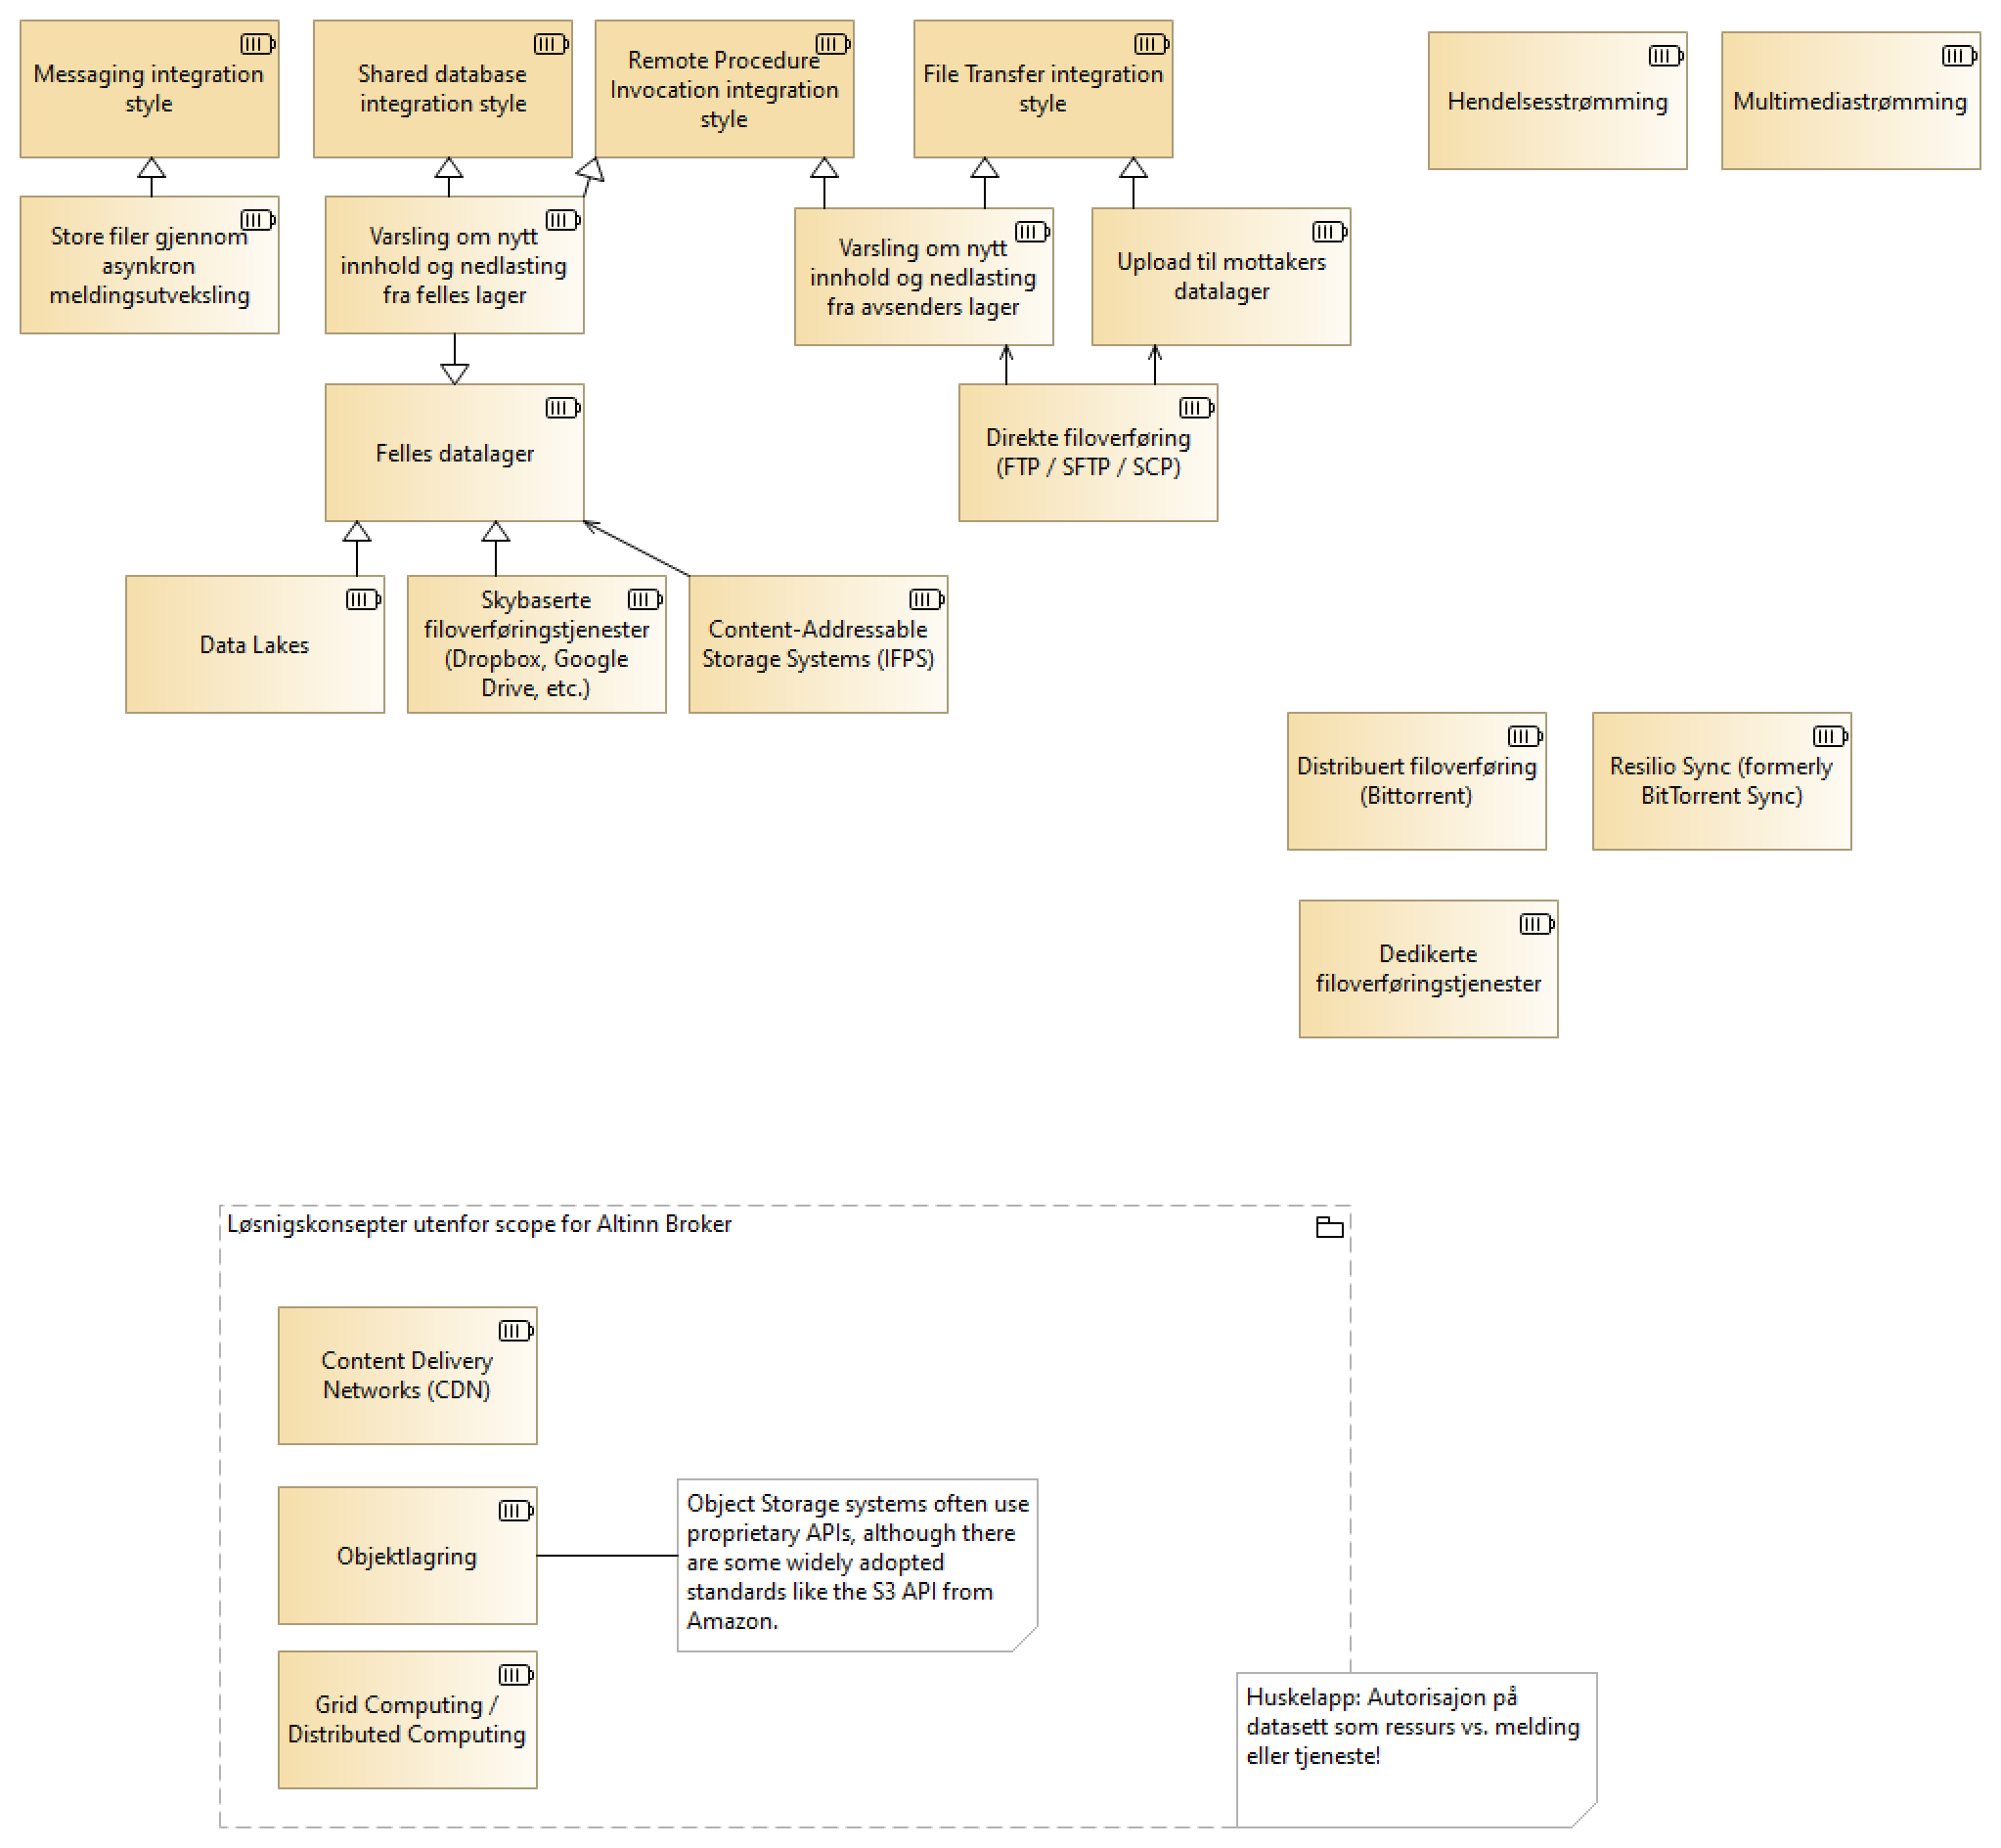 Messaging integration
style
Shared database
integration style
Remote Procedure
Invocation integration
style
File Transfer integration
style
Hendelsesstrømming
Multimediastrømming
Store filer gjennom
asynkron
meldingsutveksling
Varsling om nytt
innhold og nedlasting
fra felles lager
Varsling om nytt
innhold og nedlasting
fra avsenders lager
Upload til mottakers
datalager
Felles datalager
Direkte filoverføring
(FTP / SFTP / SCP)
Data Lakes
Skybaserte
filoverføringstjenester
(Dropbox, Google
Drive, etc.)
Content-Addressable
Storage Systems (IFPS)
Distribuert filoverføring
(Bittorrent)
Resilio Sync (formerly
BitTorrent Sync)
Dedikerte
filoverføringstjenester
Løsnigskonsepter utenfor scope for Altinn Broker
Content Delivery
Networks (CDN)
Objektlagring
Object Storage systems often use
proprietary APIs, although there
are some widely adopted
standards like the S3 API from
Amazon.
Grid Computing /
Distributed Computing
Huskelapp: Autorisajon på
datasett som ressurs vs. melding
eller tjeneste!